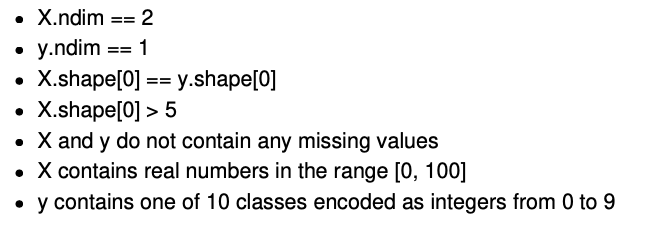 • X.ndim == 2
• y.ndim == 1
• X.shape[0] == y.shape[0]
• X.shape[0] > 5
• X and y do not contain any missing values
• X contains real numbers in the range [0, 100]
• y contains one of 10 classes encoded as integers from 0 to 9